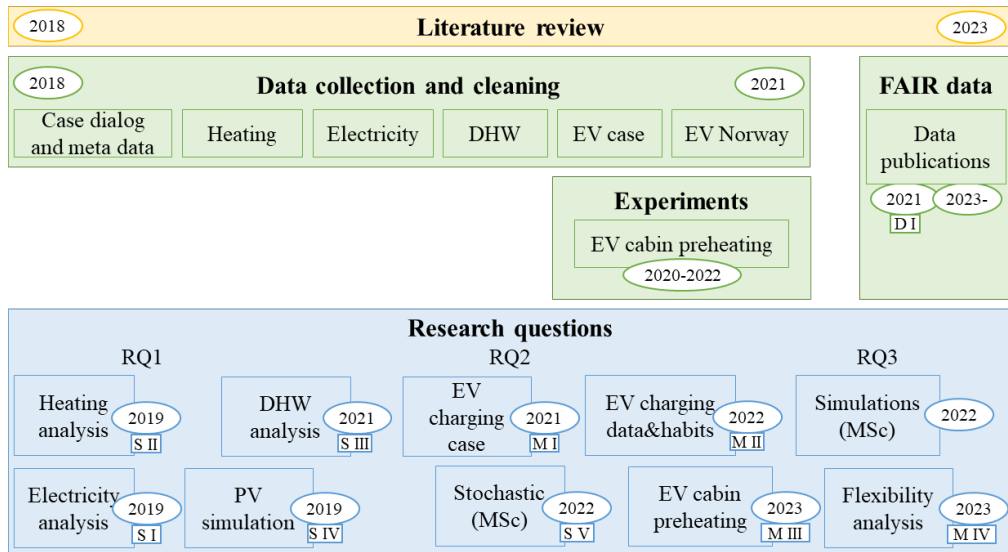 2018
Literature review
2023
2018
Data collection and cleaning
2021
Case dialog
and meta data
Heating
Electricity
DHW
EV case
EV Norway
FAIR data
Data
publications
2021
2023-
D I
Experiments
EV cabin preheating
2020-2022
Research questions
RQ1
RQ2
RQ3
Heating
analysis
2019
S II
DHW
analysis
2021
S III
EV
charging
case
2021
M I
EV charging
data&habits
2022
M II
Simulations
(MSc)
2022
Electricity
analysis
2019
S I
PV
simulation
2019
S IV
Stochastic
(MSc)
2022
S V
EV cabin
preheating
2023
M III
Flexibility
analysis
2023
M IV